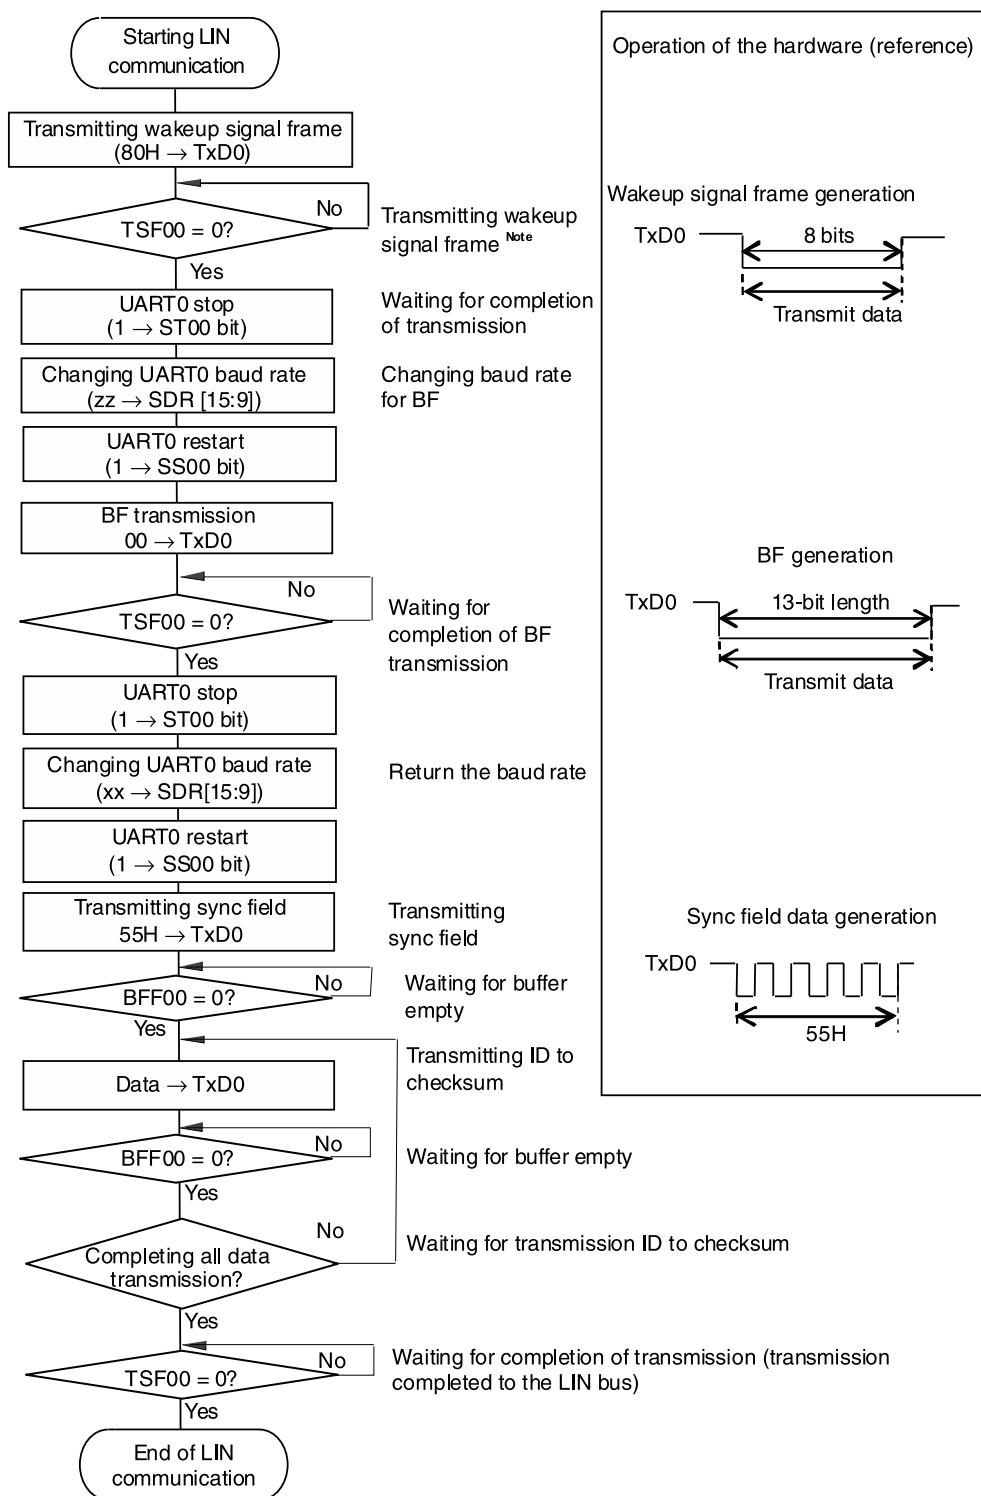 Starting LIN
communication
Transmitting wakeup signal frame
(80H → TxD0)
No
TSF00 = 0?
Transmitting wakeup
signal frame Note
Yes
UART0 stop
(1 → ST00 bit)
Waiting for completion
of transmission
Changing UART0 baud rate
(zz → SDR [15:9])
Changing baud rate
for BF
UART0 restart
(1 → SS00 bit)
BF transmission
00 → TxD0
No
TSF00 = 0?
Waiting for
completion of BF
transmission
Yes
UART0 stop
(1 → ST00 bit)
Changing UART0 baud rate
(xx → SDR[15:9])
Return the baud rate
UART0 restart
(1 → SS00 bit)
Transmitting sync field
55H → TxD0
Transmitting
sync field
No
BFF00 = 0?
Waiting for buffer
empty
Yes
Transmitting ID to
checksum
Data → TxD0
No
BFF00 = 0?
Waiting for buffer empty
Yes
No
Completing all data
transmission?
Waiting for transmission ID to checksum
Yes
No
TSF00 = 0?
Waiting for completion of transmission (transmission
completed to the LIN bus)
Yes
End of LIN
communication
Operation of the hardware (reference)
Wakeup signal frame generation
TxD0
8 bits
Transmit data
BF generation
TxD0
13-bit length
Transmit data
Sync field data generation
TxD0
55H